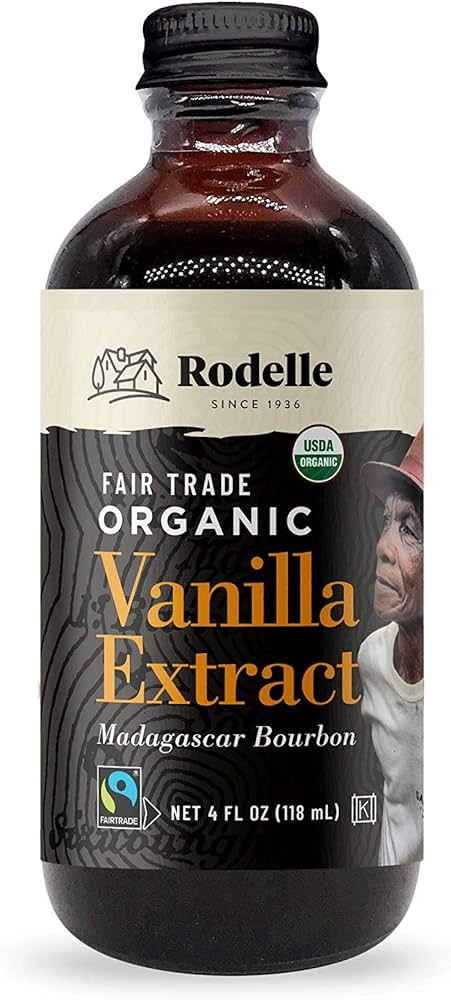 Rodelle
SINCE 1936
USDA
ORGANIC
FAIR TRADE
ORGANIC
Vanilla
Extract
Madagascar Bourbon
FAIRTRADE
NET 4 FL OZ (118 mL)
K